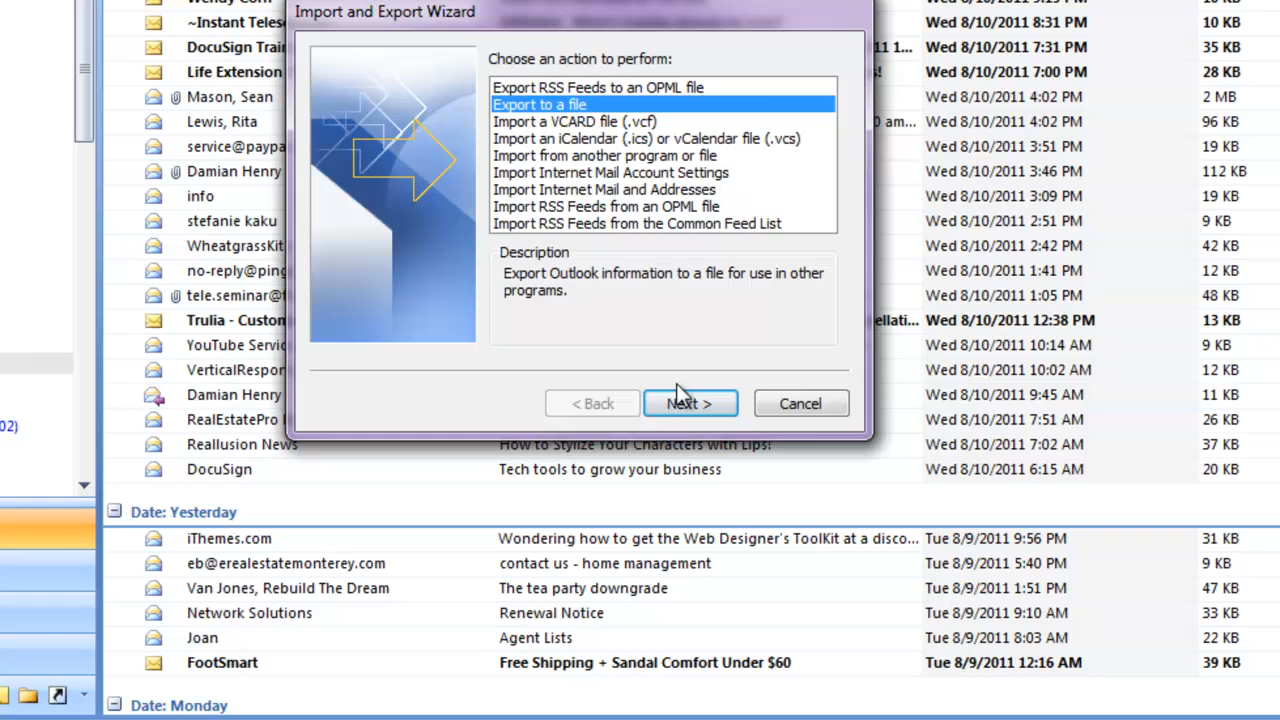 Import and Export Wizard
Choose an action to perform:
Export RSS Feeds to an OPML file
Export to a file
Import a VCARD file (.vcf)
Import an iCalendar (.ics) or vCalendar file (.vcs)
Import from another program or file
Import Internet Mail Account Settings
Import Internet Mail and Addresses
Import RSS Feeds from an OPML file
Import RSS Feeds from the Common Feed List
Description
Export Outlook information to a file for use in other
programs.
< Back Next > Cancel
~Instant Teles Wed 8/10/2011 8:31 PM 10 KB
DocuSign Trai 11 1... Wed 8/10/2011 7:31 PM 35 KB
Life Extension s! Wed 8/10/2011 7:00 PM 28 KB
Mason, Sean Wed 8/10/2011 4:02 PM 2 MB
Lewis, Rita 0 am... Wed 8/10/2011 4:02 PM 96 KB
service@paypa Wed 8/10/2011 3:51 PM 19 KB
Damian Henry Wed 8/10/2011 3:46 PM 112 KB
info Wed 8/10/2011 3:09 PM 19 KB
stefanie kaku Wed 8/10/2011 2:51 PM 9 KB
WheatgrassKit Wed 8/10/2011 2:42 PM 42 KB
no-reply@ping Wed 8/10/2011 1:41 PM 12 KB
tele.seminar@t Wed 8/10/2011 1:05 PM 48 KB
Trulia - Custon ellati... Wed 8/10/2011 12:38 PM 13 KB
YouTube Servic Wed 8/10/2011 10:14 AM 9 KB
VerticalRespon Wed 8/10/2011 10:02 AM 12 KB
Damian Henry Wed 8/10/2011 9:45 AM 11 KB
RealEstatePro Wed 8/10/2011 7:51 AM 26 KB
02)
Reallusion News How to Stylize Your Characters with Lips! Wed 8/10/2011 7:02 AM 37 KB
DocuSign Tech tools to grow your business Wed 8/10/2011 6:15 AM 20 KB
Date: Yesterday
iThemes.com Wondering how to get the Web Designer's ToolKit at a disco... Tue 8/9/2011 9:56 PM 31 KB
eb@erealestatemonterey.com contact us - home management Tue 8/9/2011 5:40 PM 9 KB
Van Jones, Rebuild The Dream The tea party downgrade Tue 8/9/2011 1:51 PM 47 KB
Network Solutions Renewal Notice Tue 8/9/2011 9:10 AM 33 KB
Joan Agent Lists Tue 8/9/2011 8:03 AM 22 KB
FootSmart Free Shipping + Sandal Comfort Under $60 Tue 8/9/2011 12:16 AM 39 KB
Date: Monday